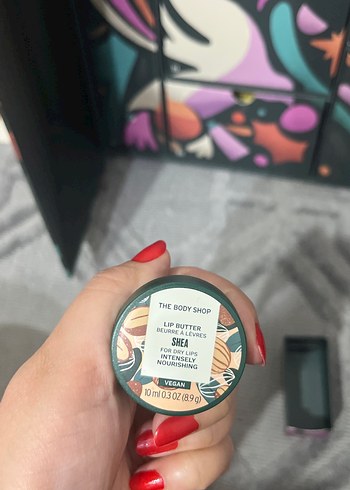 THE BODY SHOP
LIP BUTTER
BEURRE À LÈVRES
SHEA
FOR DRY LIPS
INTENSELY
NOURISHING
VEGAN
10 ml 0.3 OZ (8.9 g)